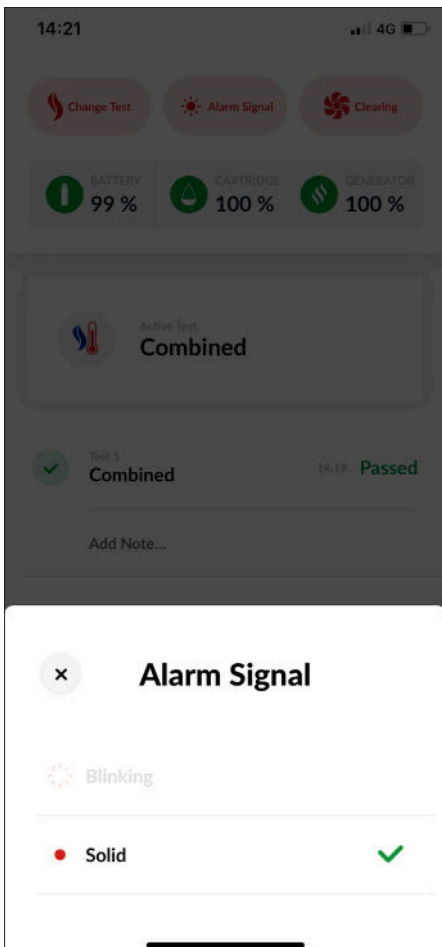 14:21 4G
Change Test Alarm Signal Clearing
BATTERY CARTRIDGE GENERATOR
99 % 100 % 100 %
Active Test
Combined
Test 1
Combined 14:19 Passed
Add Note...
Alarm Signal
Blinking
Solid